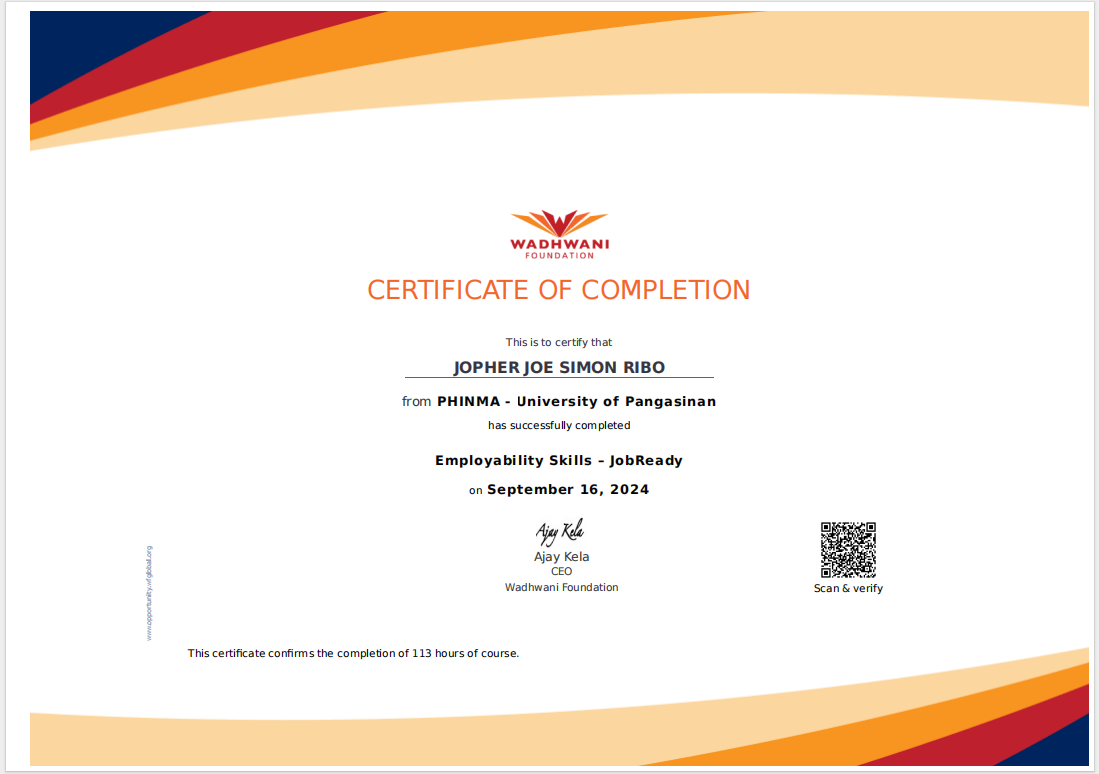 WADHWANI
FOUNDATION
CERTIFICATE OF COMPLETION
This is to certify that
JOPHER JOE SIMON RIBO
from PHINMA - University of Pangasinan
has successfully completed
Employability Skills – JobReady
on September 16, 2024
Ajay Kela
Ajay Kela
CEO
Wadhwani Foundation
Scan & verify
www.opportunity.wfglobal.org
This certificate confirms the completion of 113 hours of course.